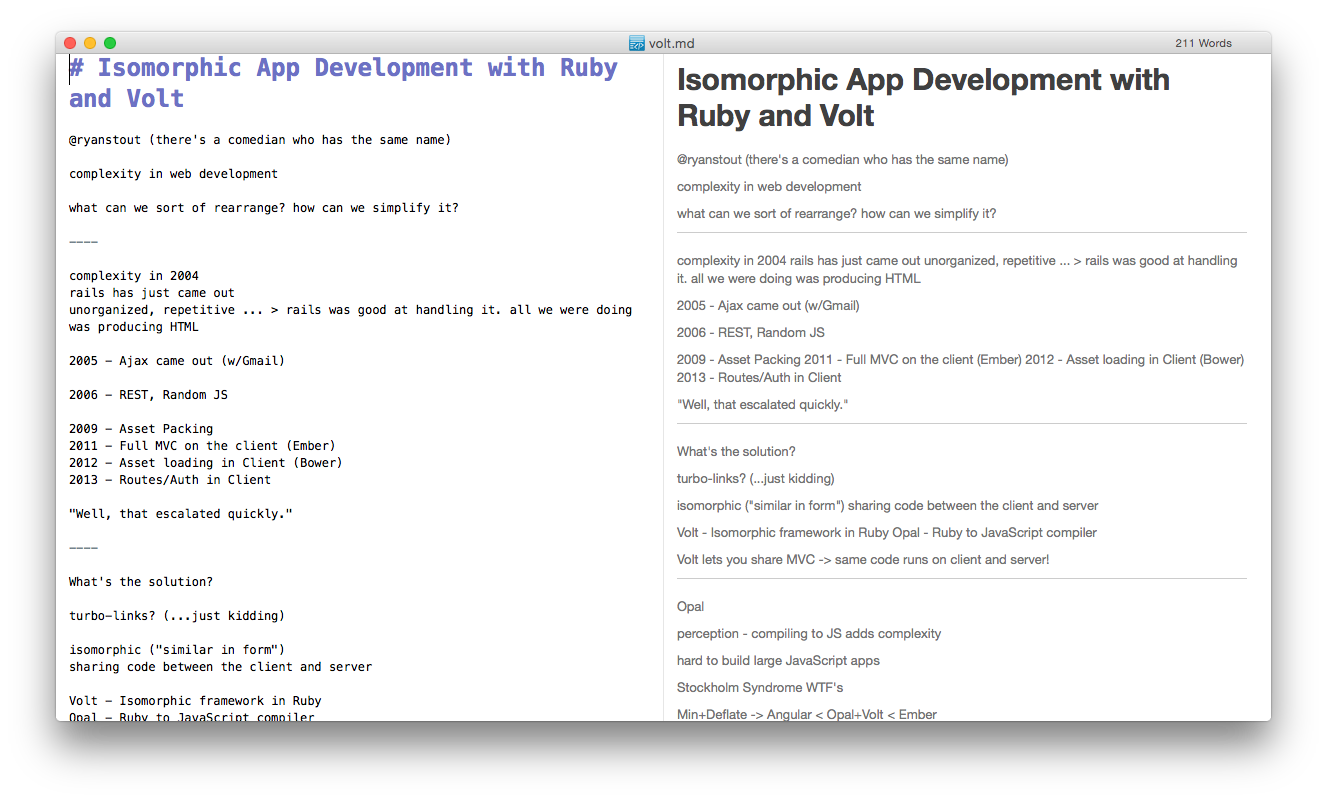 volt.md
211 Words
# Isomorphic App Development with Ruby
and Volt
@ryanstout (there's a comedian who has the same name)
complexity in web development
what can we sort of rearrange? how can we simplify it?
----
complexity in 2004
rails has just came out
unorganized, repetitive ... > rails was good at handling it. all we were doing
was producing HTML
2005 - Ajax came out (w/Gmail)
2006 - REST, Random JS
2009 - Asset Packing
2011 - Full MVC on the client (Ember)
2012 - Asset loading in Client (Bower)
2013 - Routes/Auth in Client
"Well, that escalated quickly."
----
What's the solution?
turbo-links? (...just kidding)
isomorphic ("similar in form")
sharing code between the client and server
Volt - Isomorphic framework in Ruby
Opal - Ruby to JavaScript compiler
Isomorphic App Development with
Ruby and Volt
@ryanstout (there's a comedian who has the same name)
complexity in web development
what can we sort of rearrange? how can we simplify it?
complexity in 2004 rails has just came out unorganized, repetitive ... > rails was good at handling
it. all we were doing was producing HTML
2005 - Ajax came out (w/Gmail)
2006 - REST, Random JS
2009 - Asset Packing 2011 - Full MVC on the client (Ember) 2012 - Asset loading in Client (Bower)
2013 - Routes/Auth in Client
"Well, that escalated quickly."
What's the solution?
turbo-links? (...just kidding)
isomorphic ("similar in form") sharing code between the client and server
Volt - Isomorphic framework in Ruby Opal - Ruby to JavaScript compiler
Volt lets you share MVC -> same code runs on client and server!
Opal
perception - compiling to JS adds complexity
hard to build large JavaScript apps
Stockholm Syndrome WTF's
Min+Deflate -> Angular < Opal+Volt < Ember